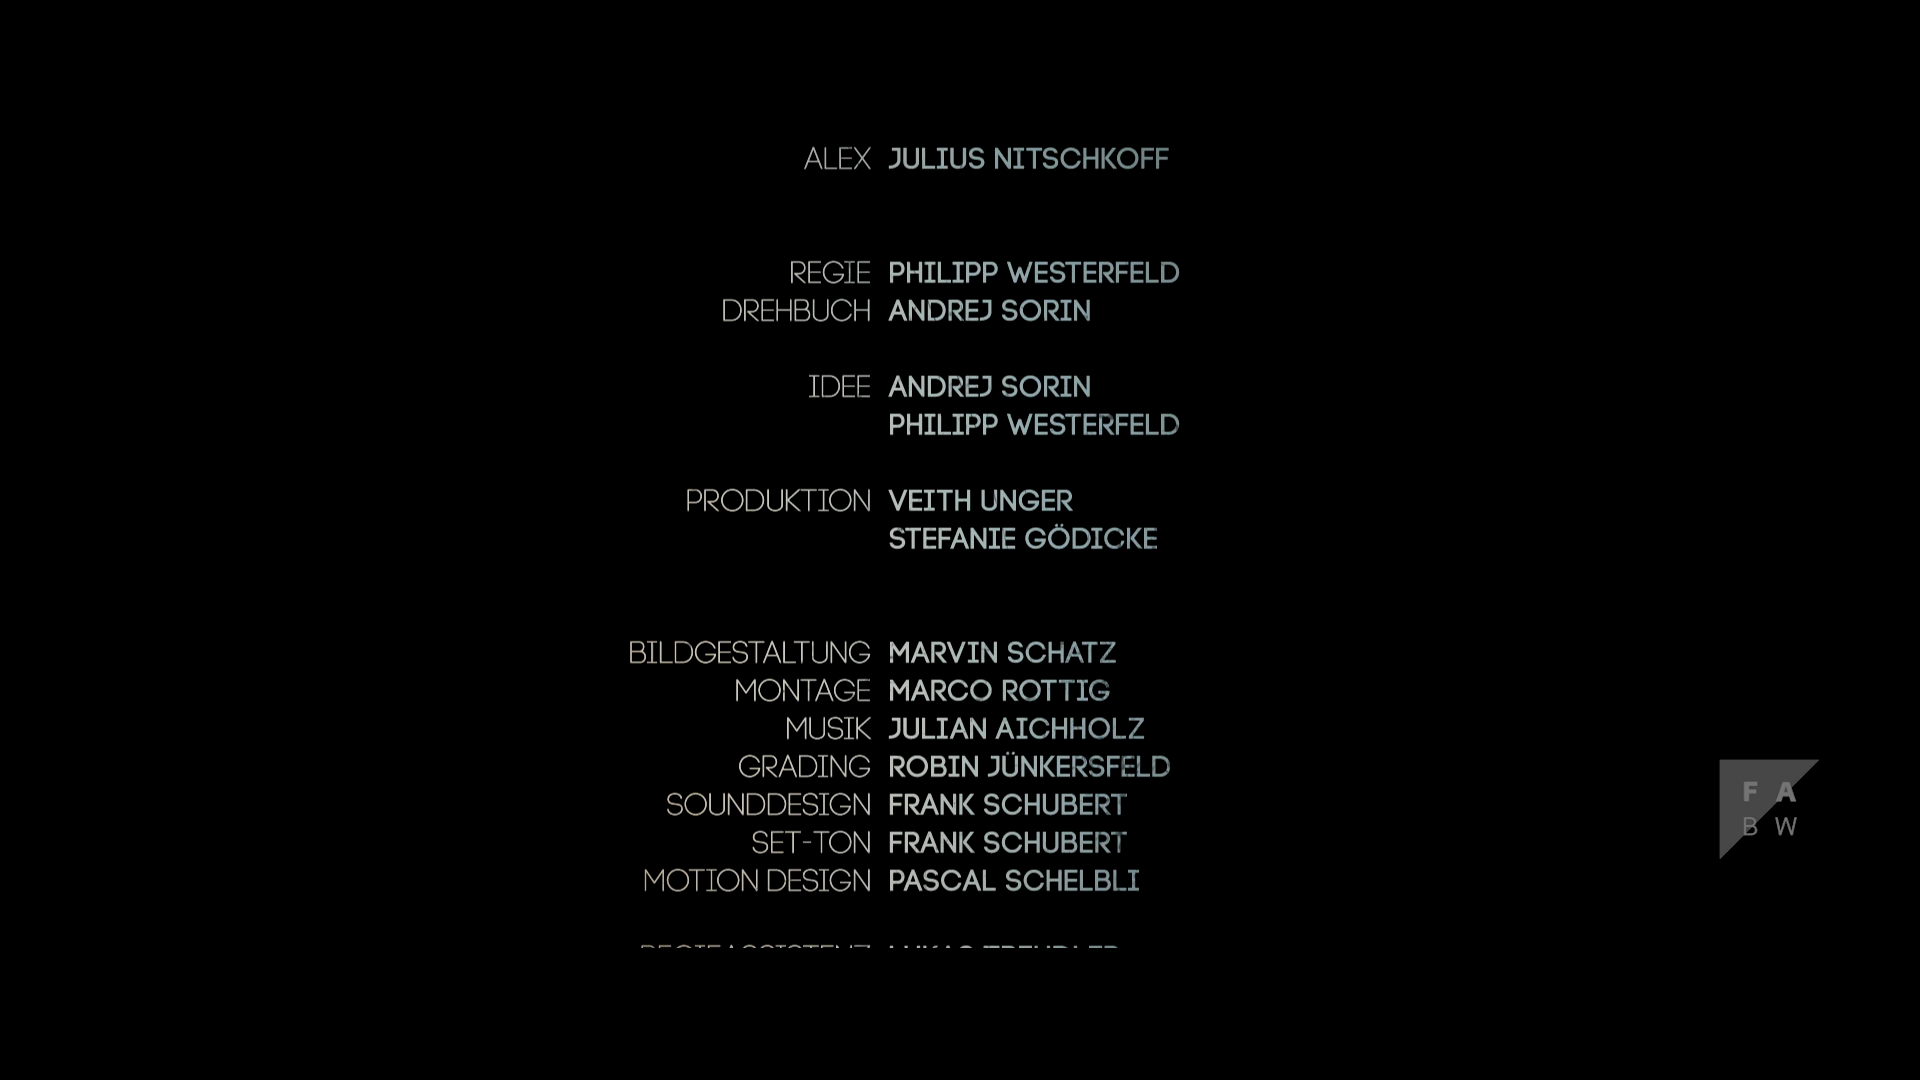 ALEX JULIUS NITSCHKOFF
REGIE PHILIPP WESTERFELD
DREHBUCH ANDREJ SORIN
IDEE ANDREJ SORIN
PHILIPP WESTERFELD
PRODUKTION VEITH UNGER
STEFANIE GÖDICKE
BILDGESTALTUNG MARVIN SCHATZ
MONTAGE MARCO ROTTIG
MUSIK JULIAN AICHHOLZ
GRADING ROBIN JÜNKERSFELD
SOUNDDESIGN FRANK SCHUBERT
SET-TON FRANK SCHUBERT
MOTION DESIGN PASCAL SCHELBLI
F A
B W